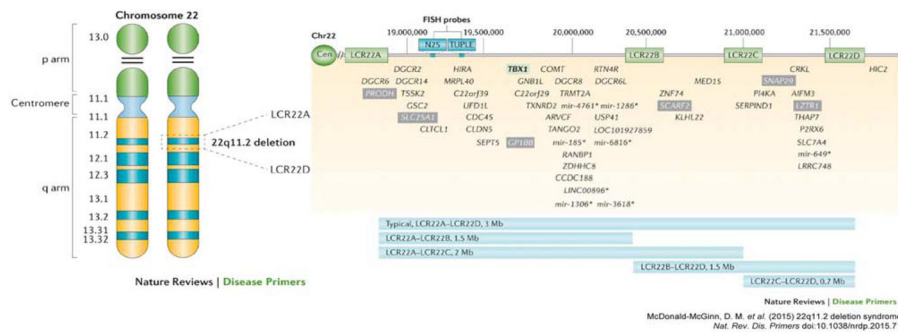 Chromosome 22
p arm
Centromere
q arm
13.0
11.1
11.1
11.2
12.1
12.3
13.1
13.2
13.31
13.32
LCR22A
22q11.2 deletion
LCR22D
Nature Reviews | Disease Primers
FISH probes
N25 TUPLE
Chr22 19,000,000 19,500,000 20,000,000 20,500,000 21,000,000 21,500,000
Cen LCR22A LCR22B LCR22C LCR22D
DGCR2 HIRA TBX1 COMT RTN4R CRKL HIC2
DGCR6 DGCR14 MRPL40 GNB1L DGCR8 DGCR6L MED15 SNAP29
PRODH TSSK2 C22orf39 C22orf29 TRMT2A ZNF74 PI4KA AIFM3
GSC2 UFD1L TXNRD2 mir-4761* mir-1286* SCARF2 SERPIND1 LZTR1
SLC25A1 CDC45 ARVCF USP41 KLHL22 THAP7
CLTCL1 CLDN5 TANGO2 LOC101927859 P2RX6
SEPT5 GP1BB mir-185* mir-6816* SLC7A4
RANBP1 mir-649*
ZDHHC8 LRRC74B
CCDC188
LINC00896*
mir-1306* mir-3618*
Typical, LCR22A–LCR22D, 3 Mb
LCR22A–LCR22B, 1.5 Mb
LCR22A–LCR22C, 2 Mb
LCR22B–LCR22D, 1.5 Mb
LCR22C–LCR22D, 0.7 Mb
Nature Reviews | Disease Primers
McDonald-McGinn, D. M. et al. (2015) 22q11.2 deletion syndrome
Nat. Rev. Dis. Primers doi:10.1038/nrdp.2015.7